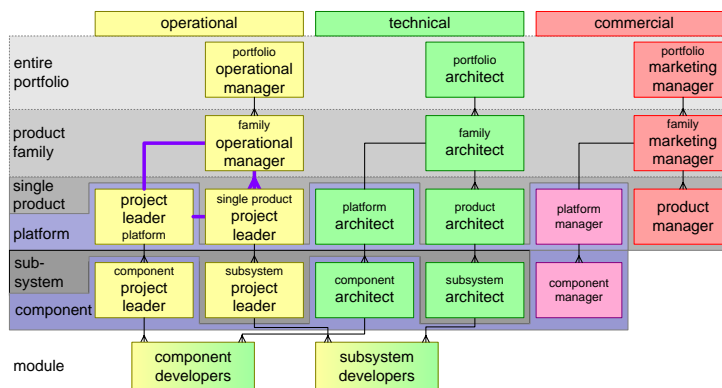 operational
technical
commercial
entire
portfolio
portfolio
operational
manager
portfolio
architect
portfolio
marketing
manager
product
family
family
operational
manager
family
architect
family
marketing
manager
single
product
platform
project
leader
platform
single product
project
leader
platform
architect
product
architect
platform
manager
product
manager
sub-
system
component
component
project
leader
subsystem
project
leader
component
architect
subsystem
architect
component
manager
module
component
developers
subsystem
developers